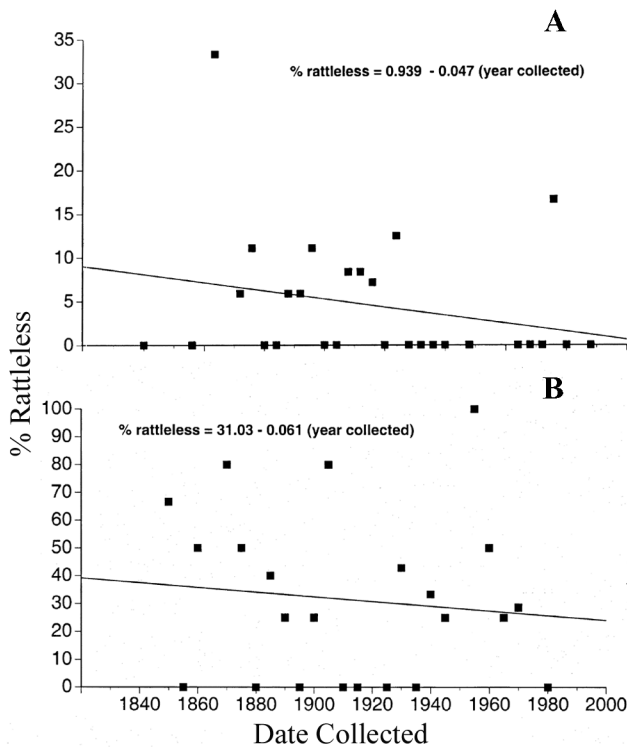 A
35
% rattleless = 0.939 - 0.047 (year collected)
30
25
20
15
10
5
0
% Rattleless
B
100
% rattleless = 31.03 - 0.061 (year collected)
90
80
70
60
50
40
30
20
10
0
1840 1860 1880 1900 1920 1940 1960 1980 2000
Date Collected